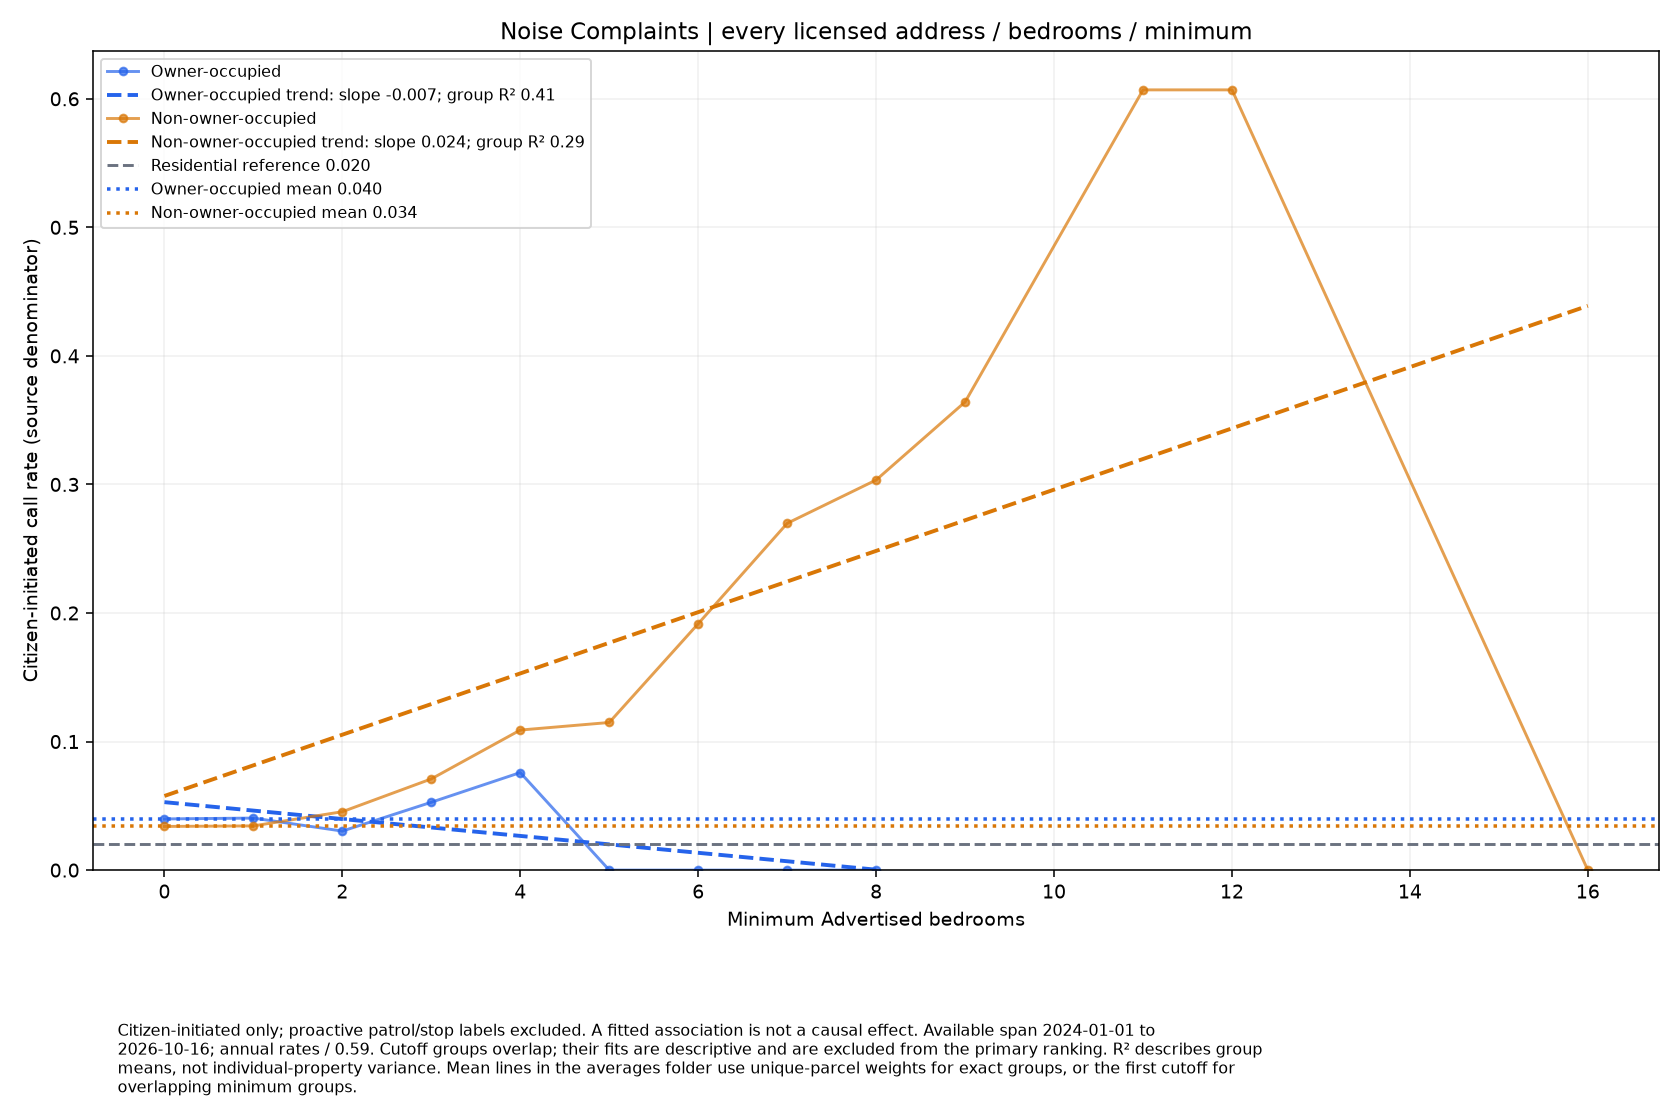 Noise Complaints | every licensed address / bedrooms / minimum
Owner-occupied
Owner-occupied trend: slope -0.007; group R² 0.41
Non-owner-occupied
Non-owner-occupied trend: slope 0.024; group R² 0.29
Residential reference 0.020
Owner-occupied mean 0.040
Non-owner-occupied mean 0.034
Citizen-initiated call rate (source denominator)
0.6
0.5
0.4
0.3
0.2
0.1
0.0
0 2 4 6 8 10 12 14 16
Minimum Advertised bedrooms
Citizen-initiated only; proactive patrol/stop labels excluded. A fitted association is not a causal effect. Available span 2024-01-01 to
2026-10-16; annual rates / 0.59. Cutoff groups overlap; their fits are descriptive and are excluded from the primary ranking. R² describes group
means, not individual-property variance. Mean lines in the averages folder use unique-parcel weights for exact groups, or the first cutoff for
overlapping minimum groups.